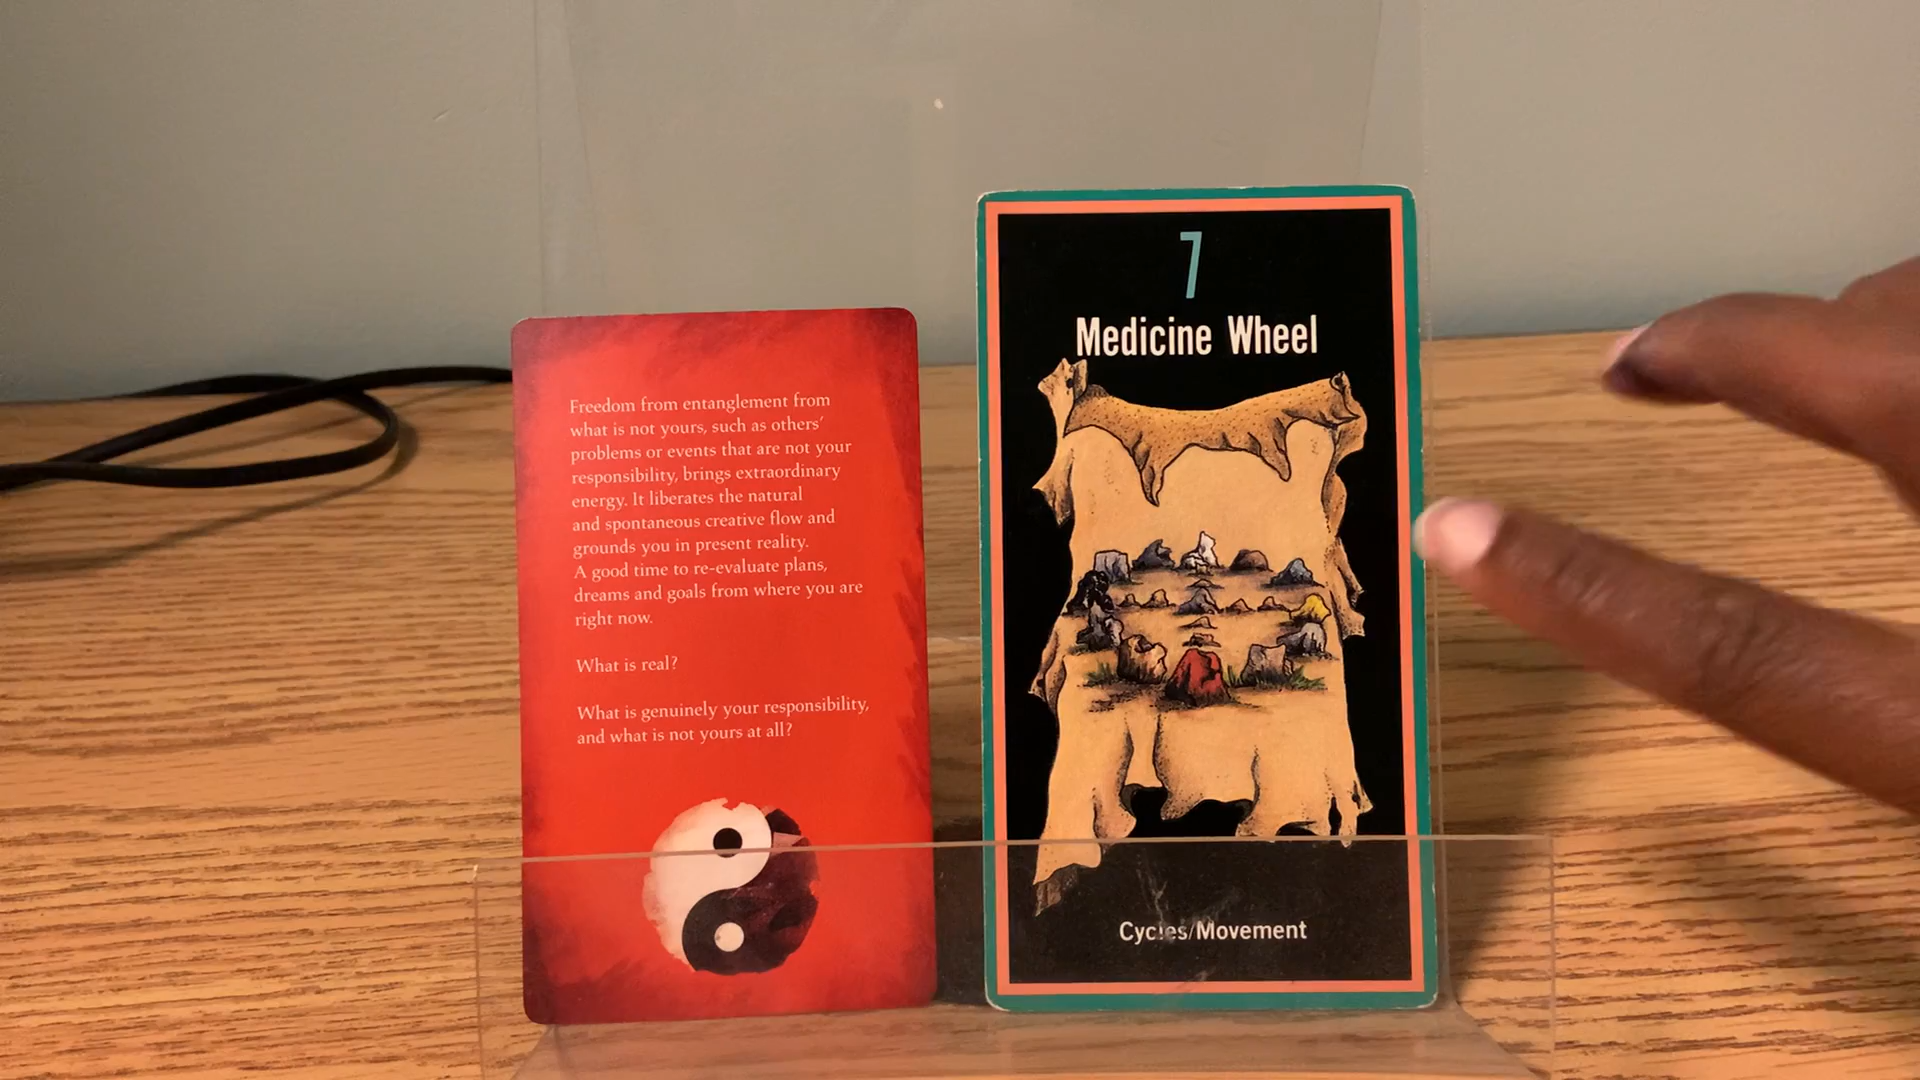 Freedom from entanglement from
what is not yours, such as others'
problems or events that are not your
responsibility, brings extraordinary
energy. It liberates the natural
and spontaneous creative flow and
grounds you in present reality.
A good time to re-evaluate plans,
dreams and goals from where you are
right now.
What is real?
What is genuinely your responsibility,
and what is not yours at all?
7
Medicine Wheel
Cycles/Movement